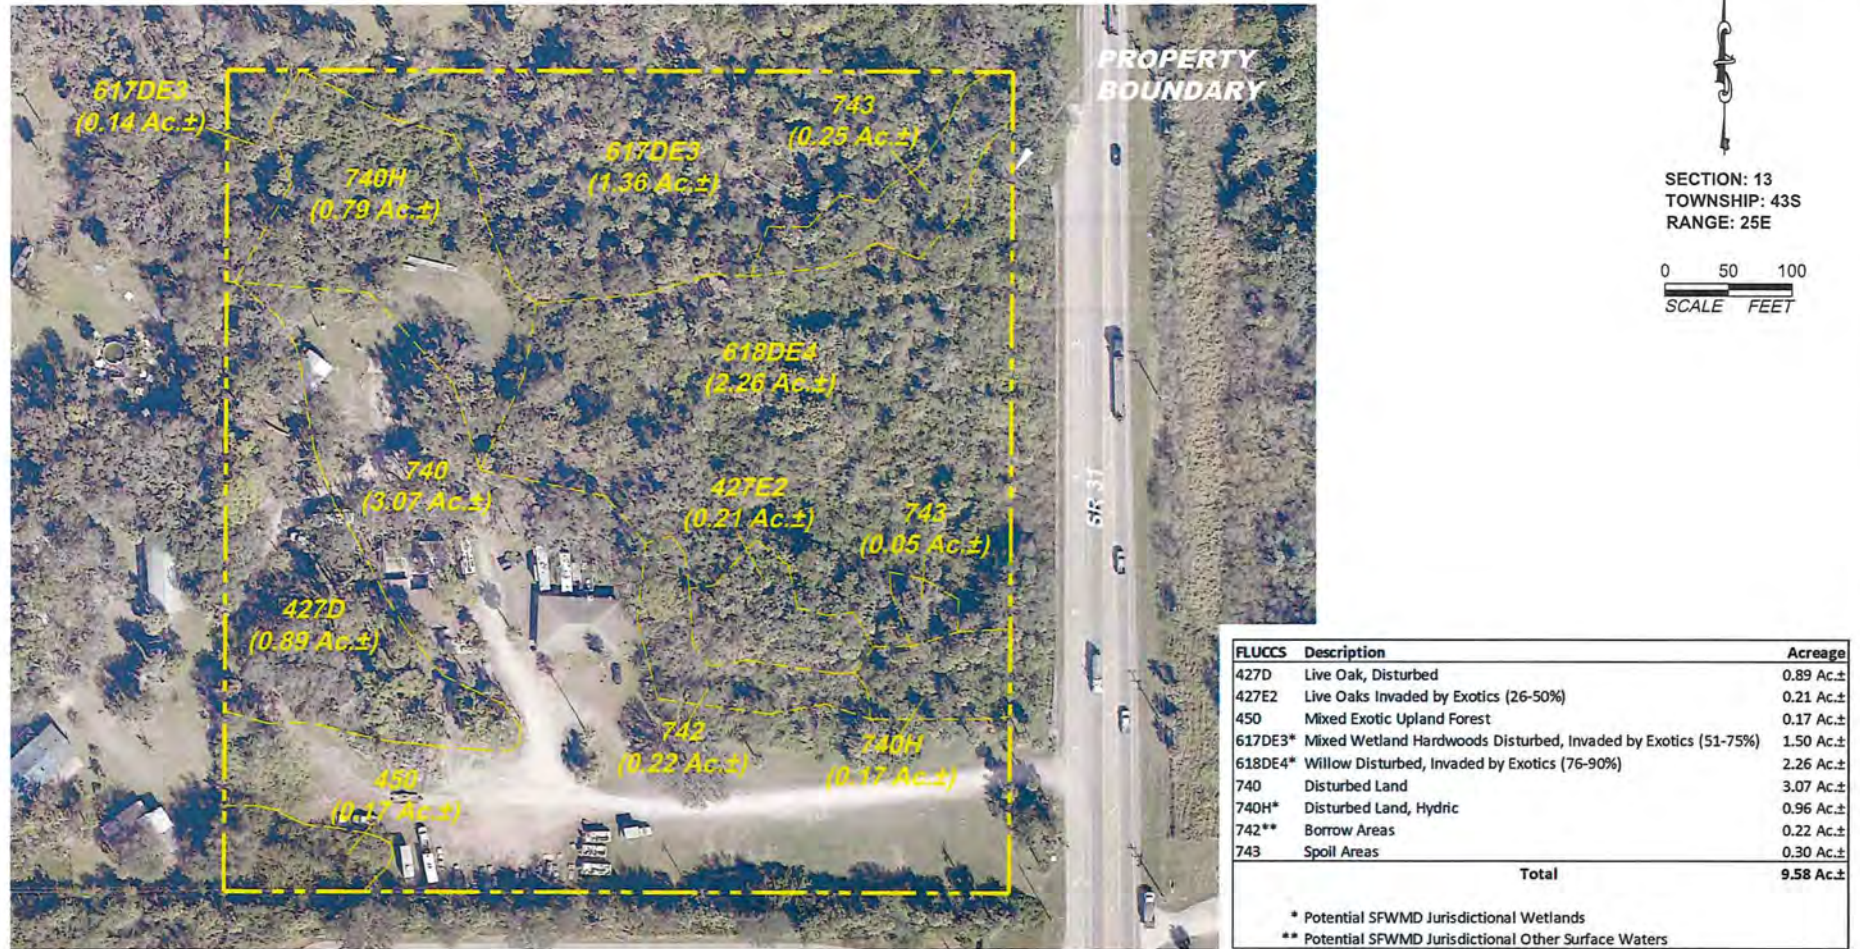 PROPERTY
BOUNDARY
617DE3
(0.14 Ac.±)
743
(0.25 Ac.±)
617DE3
(1.36 Ac.±)
740H
(0.79 Ac.±)
618DE4
(2.26 Ac.±)
740
(3.07 Ac.±)
427E2
(0.21 Ac.±)
743
(0.05 Ac.±)
SR 31
427D
(0.89 Ac.±)
742
(0.22 Ac.±)
740H
(0.17 Ac.±)
450
(0.17 Ac.±)
SECTION: 13
TOWNSHIP: 43S
RANGE: 25E
0 50 100
SCALE FEET
FLUCCS Description Acreage
427D Live Oak, Disturbed 0.89 Ac.±
427E2 Live Oaks Invaded by Exotics (26-50%) 0.21 Ac.±
450 Mixed Exotic Upland Forest 0.17 Ac.±
617DE3* Mixed Wetland Hardwoods Disturbed, Invaded by Exotics (51-75%) 1.50 Ac.±
618DE4* Willow Disturbed, Invaded by Exotics (76-90%) 2.26 Ac.±
740 Disturbed Land 3.07 Ac.±
740H* Disturbed Land, Hydric 0.96 Ac.±
742** Borrow Areas 0.22 Ac.±
743 Spoil Areas 0.30 Ac.±
Total 9.58 Ac.±
* Potential SFWMD Jurisdictional Wetlands
** Potential SFWMD Jurisdictional Other Surface Waters